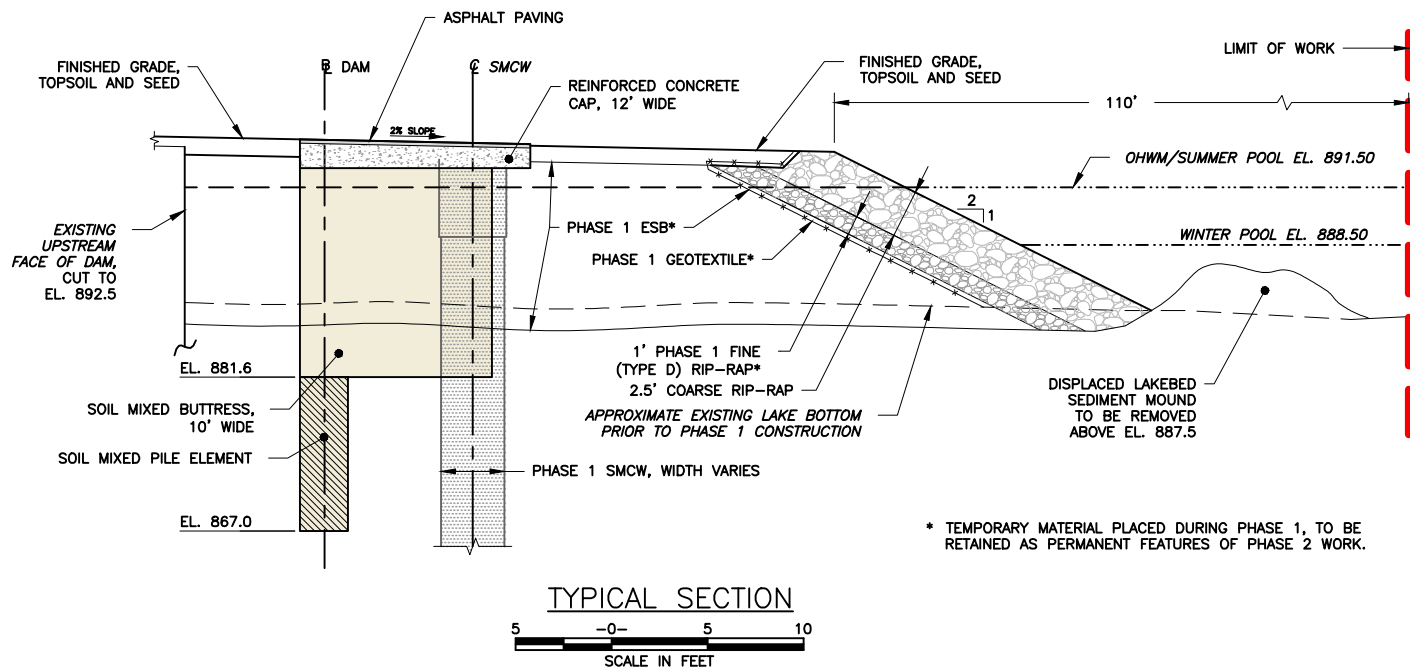 ASPHALT PAVING
FINISHED GRADE,
TOPSOIL AND SEED
DAM
SMCW
REINFORCED CONCRETE
CAP, 12' WIDE
FINISHED GRADE,
TOPSOIL AND SEED
LIMIT OF WORK
110'
2% SLOPE
OHWM/SUMMER POOL EL. 891.50
2
1
EXISTING
UPSTREAM
FACE OF DAM,
CUT TO
EL. 892.5
PHASE 1 ESB*
WINTER POOL EL. 888.50
PHASE 1 GEOTEXTILE*
1' PHASE 1 FINE
(TYPE D) RIP-RAP*
2.5' COARSE RIP-RAP
EL. 881.6
APPROXIMATE EXISTING LAKE BOTTOM
PRIOR TO PHASE 1 CONSTRUCTION
DISPLACED LAKEBED
SEDIMENT MOUND
TO BE REMOVED
ABOVE EL. 887.5
SOIL MIXED BUTTRESS,
10' WIDE
SOIL MIXED PILE ELEMENT
PHASE 1 SMCW, WIDTH VARIES
EL. 867.0
* TEMPORARY MATERIAL PLACED DURING PHASE 1, TO BE
RETAINED AS PERMANENT FEATURES OF PHASE 2 WORK.
TYPICAL SECTION
5 -0- 5 10
SCALE IN FEET